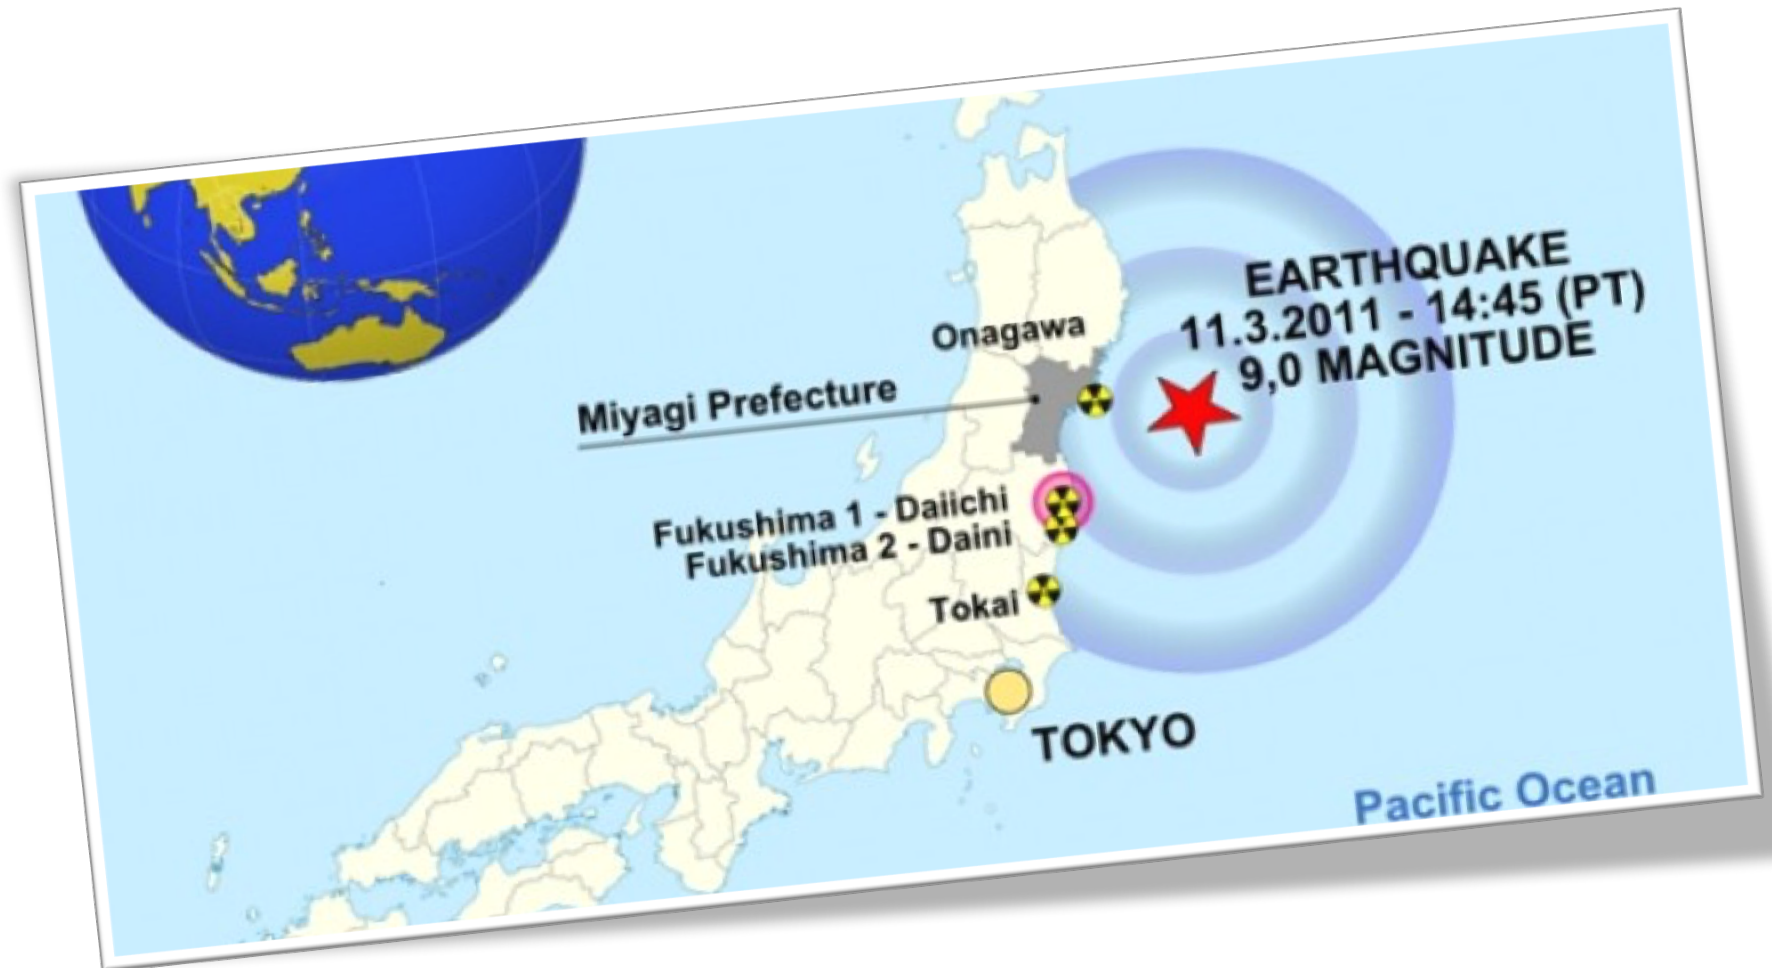 EARTHQUAKE
11.3.2011 - 14:45 (PT)
9,0 MAGNITUDE
Onagawa
Miyagi Prefecture
Fukushima 1 - Daiichi
Fukushima 2 - Daini
Tokai
TOKYO
Pacific Ocean